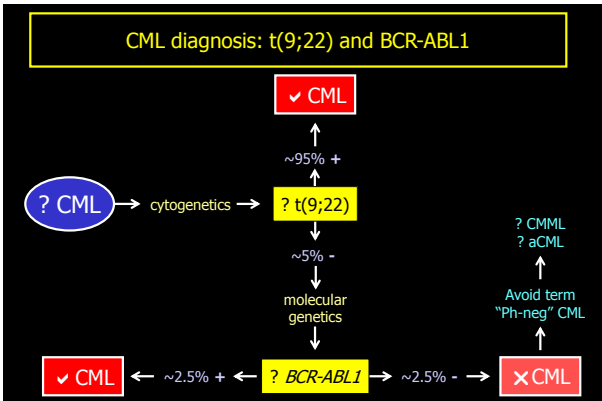 CML diagnosis: t(9;22) and BCR-ABL1
✓ CML
~95% +
? CML
cytogenetics
? t(9;22)
~5% -
molecular
genetics
? CMML
? aCML
Avoid term
"Ph-neg" CML
✓ CML
~2.5% +
? BCR-ABL1
~2.5% -
✕ CML